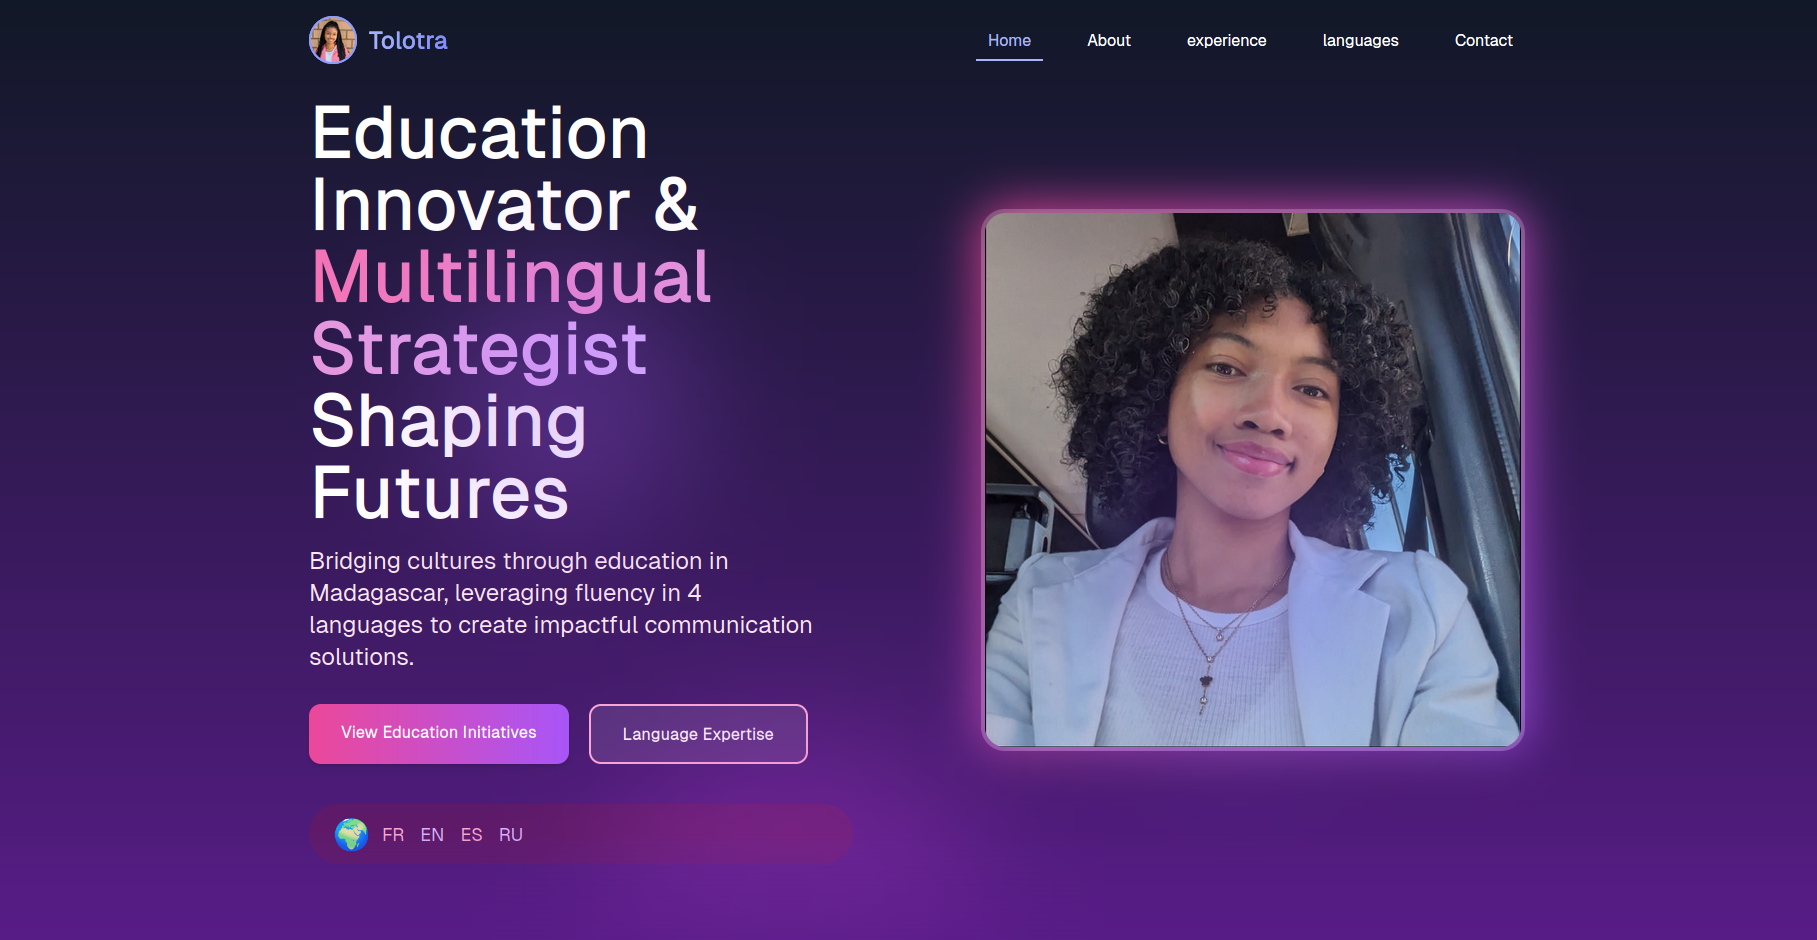 Tolotra
Home About experience languages Contact
Education
Innovator &
Multilingual
Strategist
Shaping
Futures
Bridging cultures through education in
Madagascar, leveraging fluency in 4
languages to create impactful communication
solutions.
View Education Initiatives
Language Expertise
FR EN ES RU